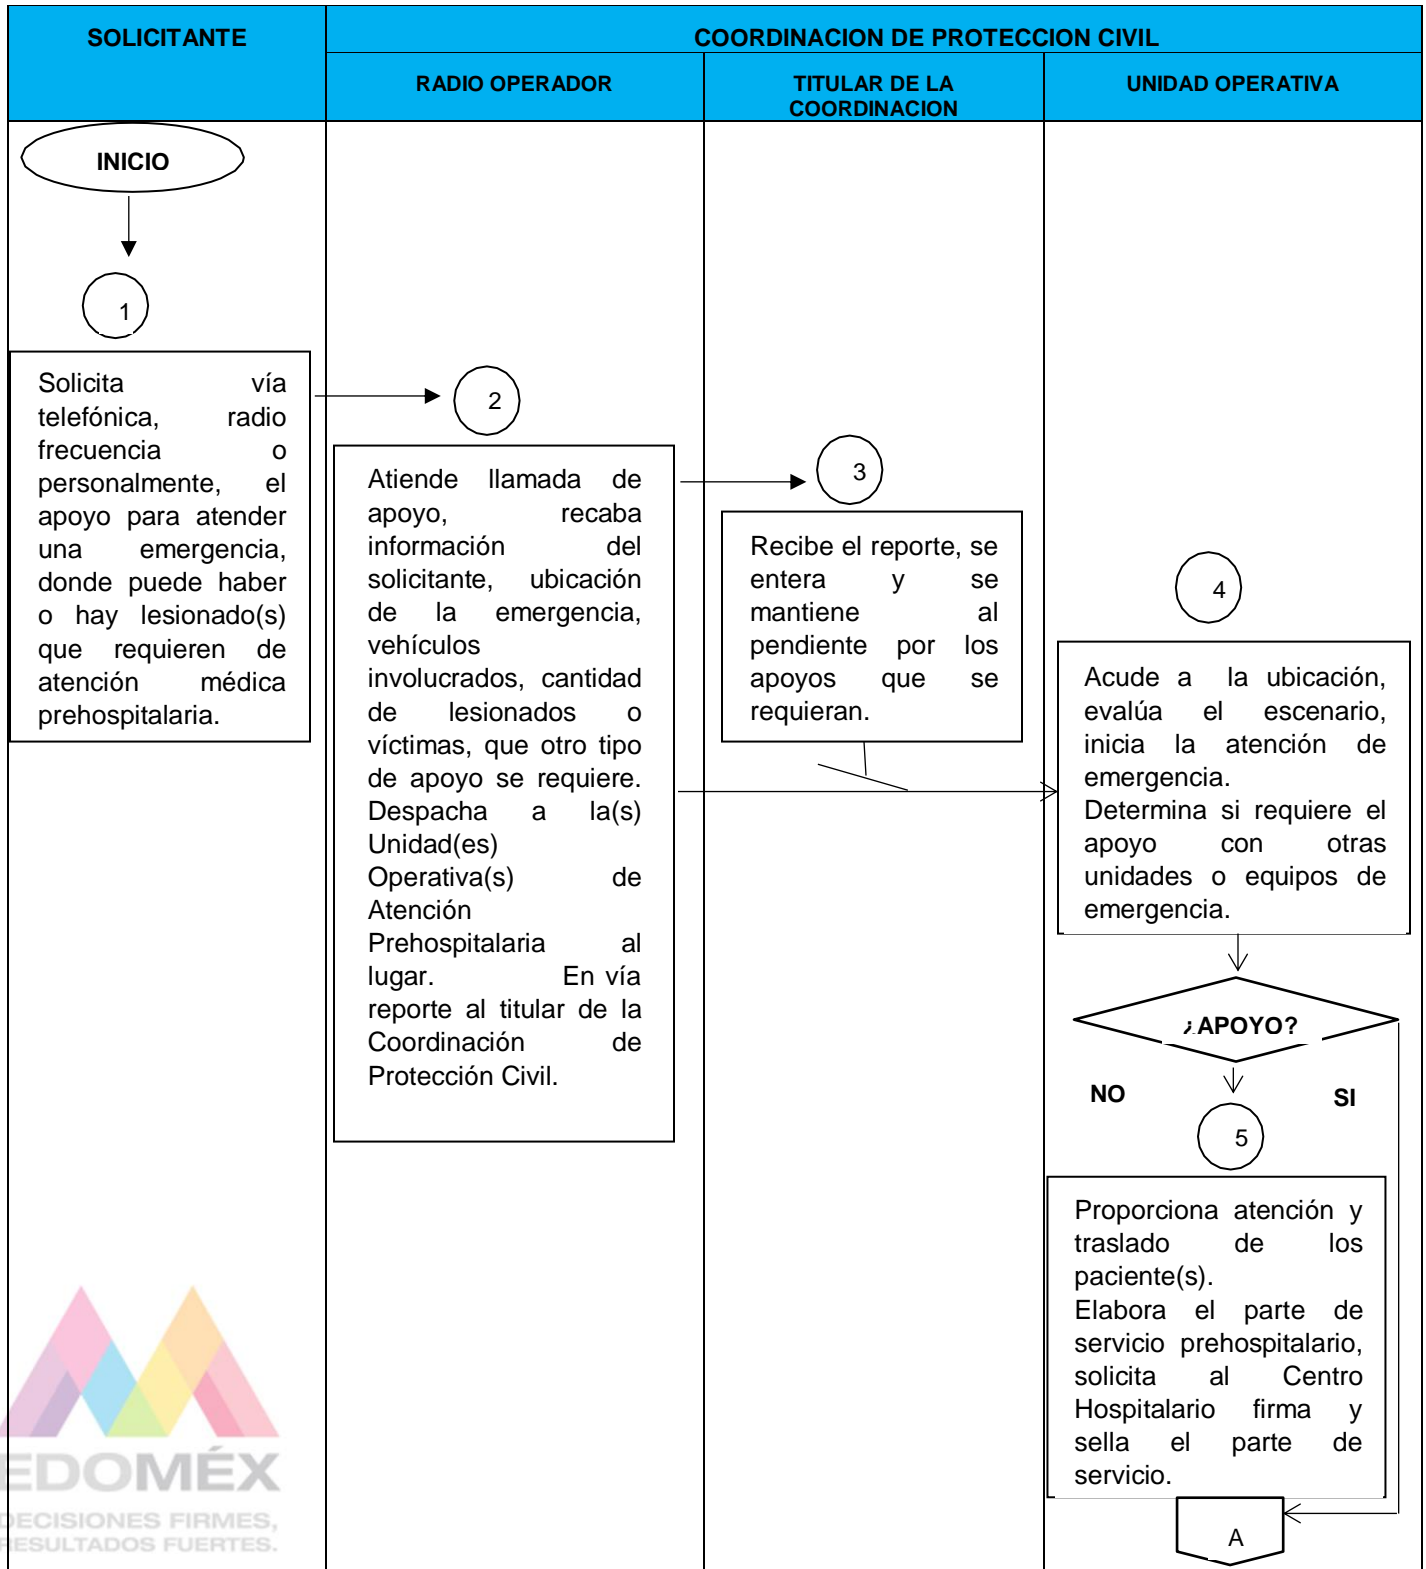 SOLICITANTE
COORDINACION DE PROTECCION CIVIL
RADIO OPERADOR
TITULAR DE LA
COORDINACION
UNIDAD OPERATIVA
INICIO
1
Solicita vía
telefónica, radio
frecuencia o
personalmente, el
apoyo para atender
una emergencia,
donde puede haber
o hay lesionado(s)
que requieren de
atención médica
prehospitalaria.
2
Atiende llamada de
apoyo, recaba
información del
solicitante, ubicación
de la emergencia,
vehículos
involucrados, cantidad
de lesionados o
víctimas, que otro tipo
de apoyo se requiere.
Despacha a la(s)
Unidad(es)
Operativa(s) de
Atención
Prehospitalaria al
lugar. En vía
reporte al titular de la
Coordinación de
Protección Civil.
3
Recibe el reporte, se
entera y se
mantiene al
pendiente por los
apoyos que se
requieran.
4
Acude a la ubicación,
evalúa el escenario,
inicia la atención de
emergencia.
Determina si requiere el
apoyo con otras
unidades o equipos de
emergencia.
¿APOYO?
NO
SI
5
Proporciona atención y
traslado de los
paciente(s).
Elabora el parte de
servicio prehospitalario,
solicita al Centro
Hospitalario firma y
sella el parte de
servicio.
A
EDOMÉX
DECISIONES FIRMES,
RESULTADOS FUERTES.